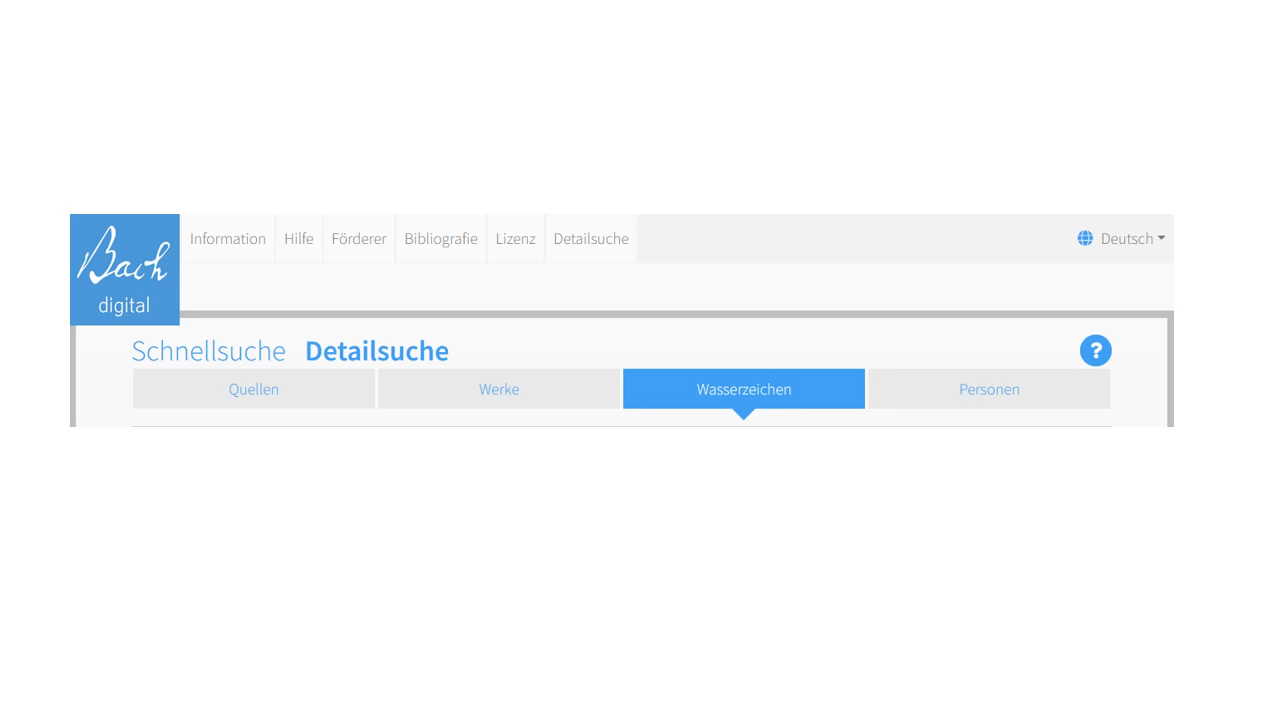 Bach
digital
Information Hilfe Förderer Bibliografie Lizenz Detailsuche Deutsch
Schnellsuche Detailsuche ?
Quellen Werke Wasserzeichen Personen